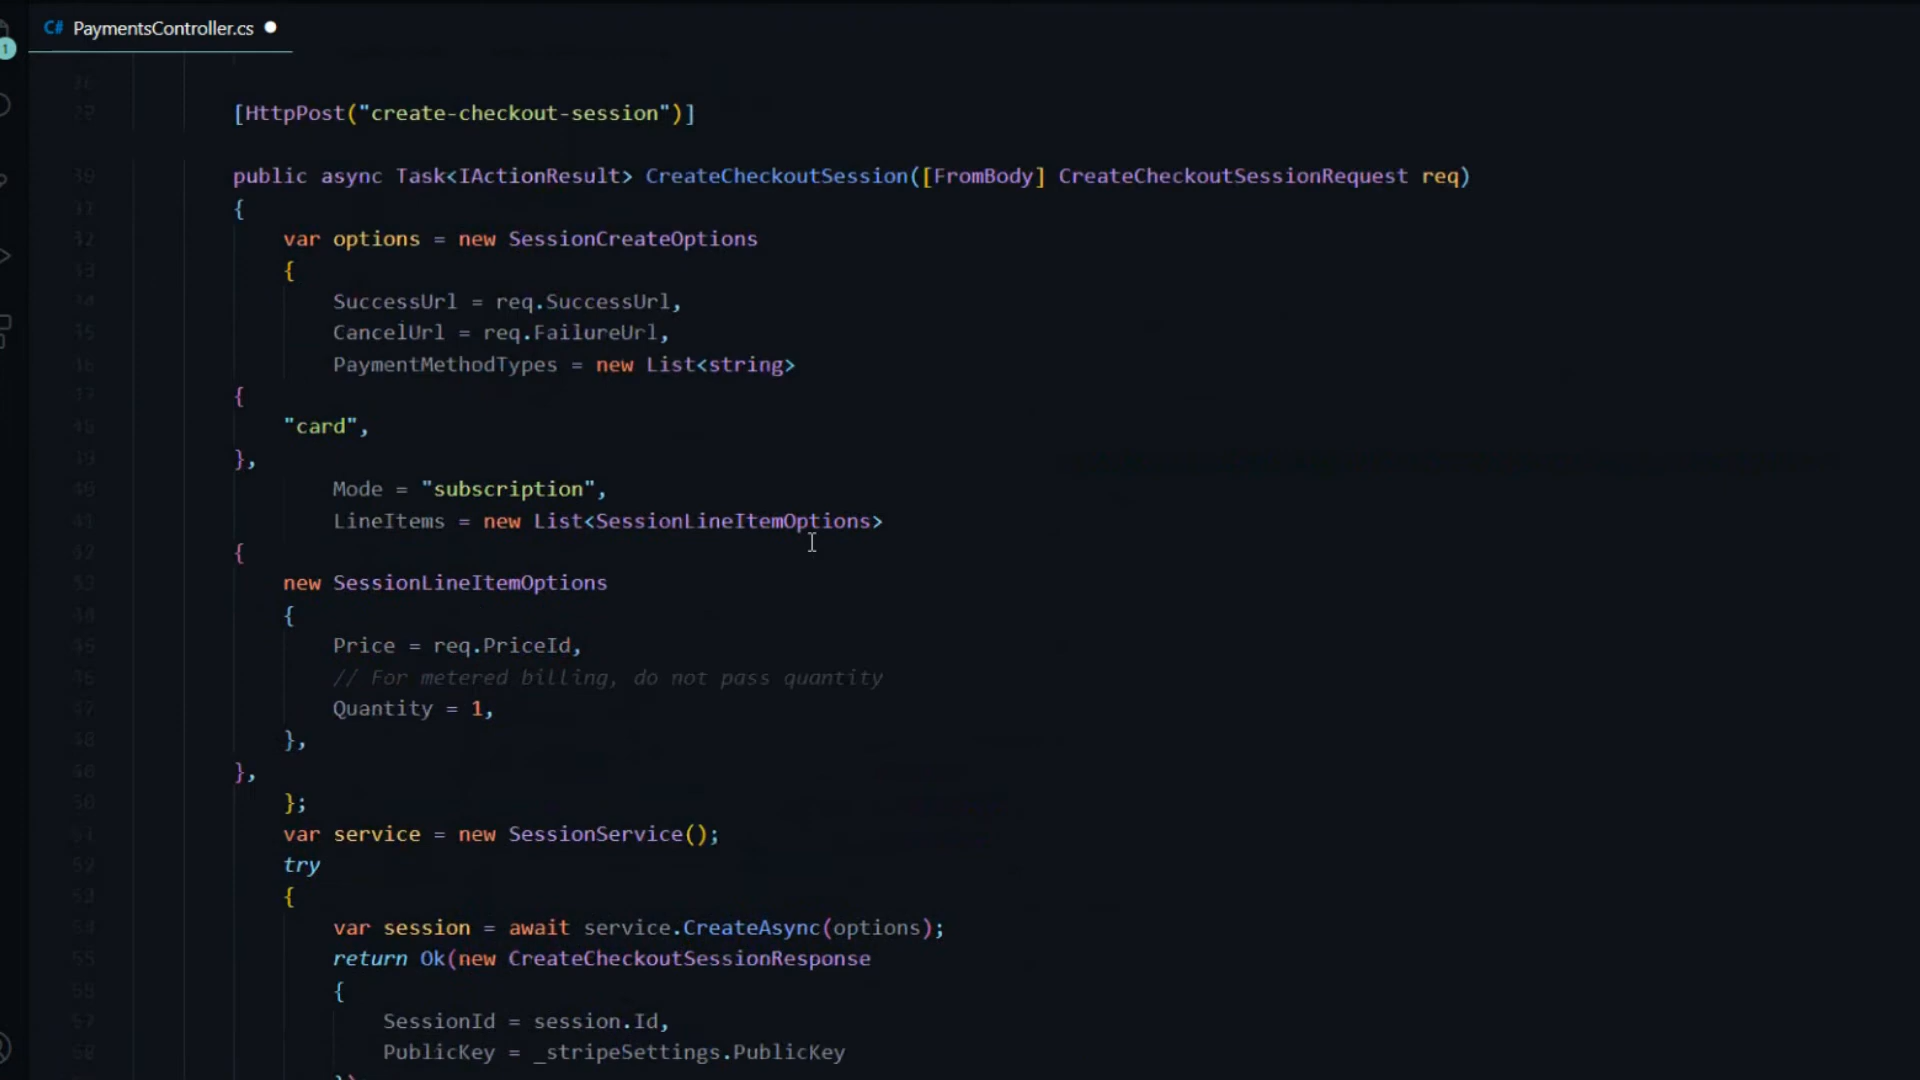 C# PaymentsController.cs
1
[HttpPost("create-checkout-session")]
public async Task<IActionResult> CreateCheckoutSession([FromBody] CreateCheckoutSessionRequest req)
{
var options = new SessionCreateOptions
{
SuccessUrl = req.SuccessUrl,
CancelUrl = req.FailureUrl,
PaymentMethodTypes = new List<string>
{
"card",
},
Mode = "subscription",
LineItems = new List<SessionLineItemOptions>
{
new SessionLineItemOptions
{
Price = req.PriceId,
// For metered billing, do not pass quantity
Quantity = 1,
},
},
};
var service = new SessionService();
try
{
var session = await service.CreateAsync(options);
return Ok(new CreateCheckoutSessionResponse
{
SessionId = session.Id,
PublicKey = _stripeSettings.PublicKey